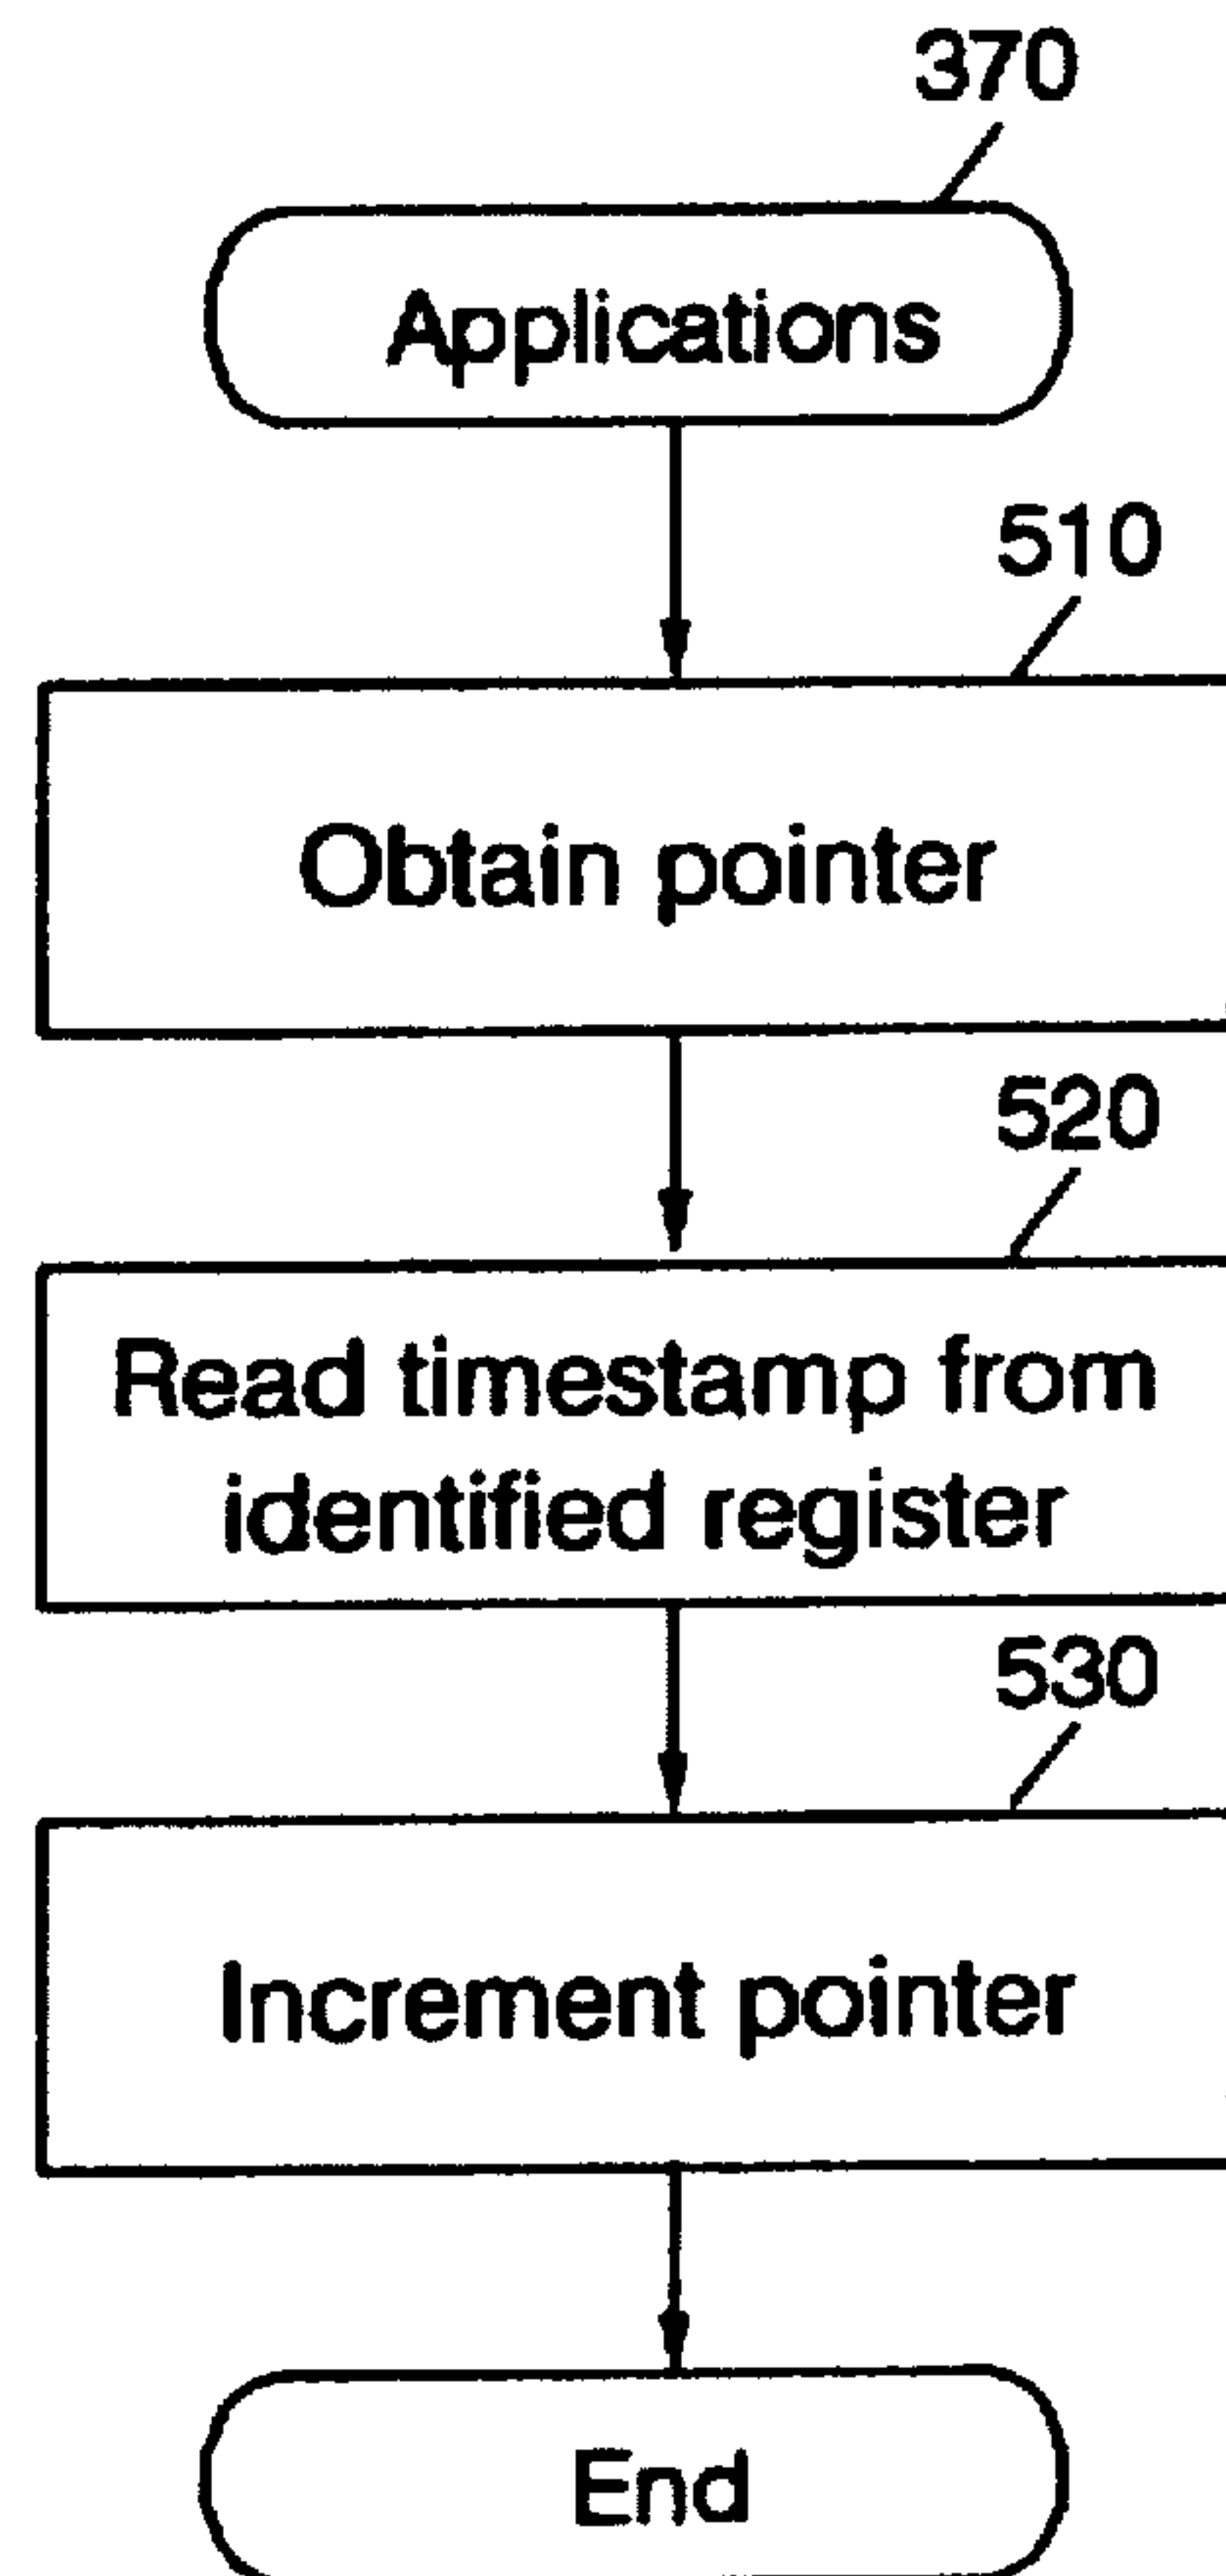 370
Applications
510
Obtain pointer
520
Read timestamp from
identified register
530
Increment pointer
End